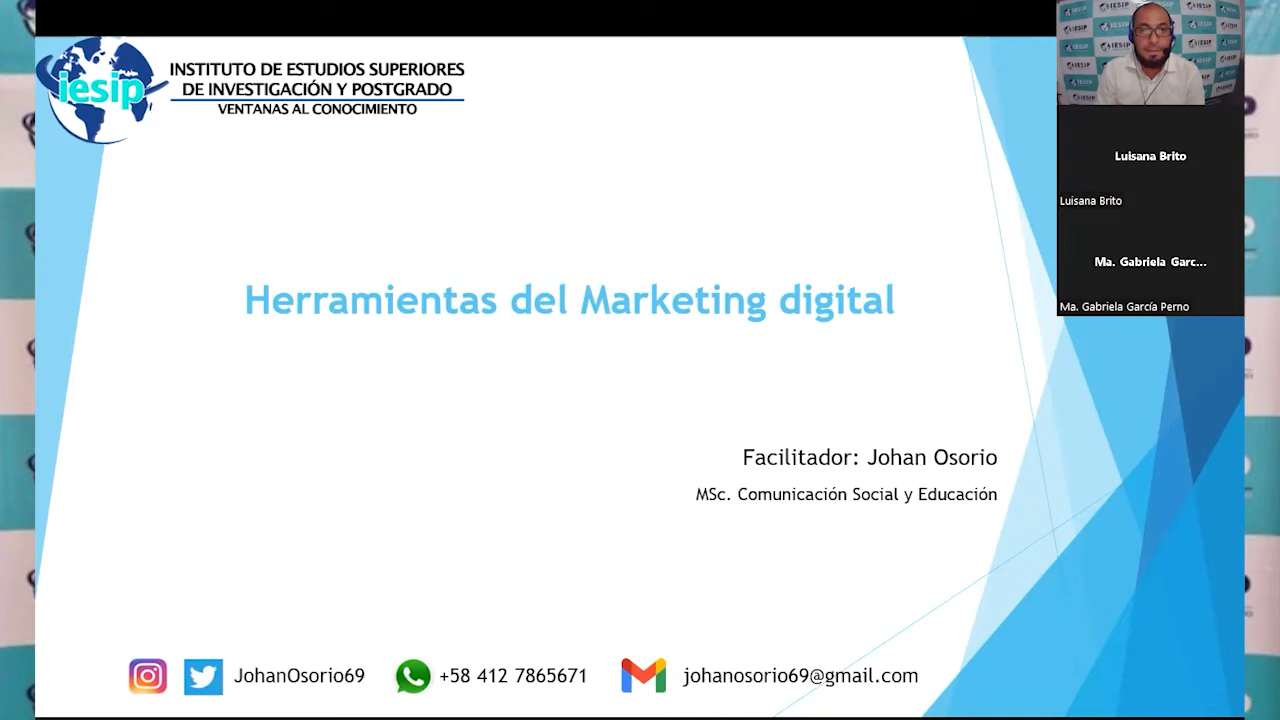 iesip
INSTITUTO DE ESTUDIOS SUPERIORES
DE INVESTIGACIÓN Y POSTGRADO
VENTANAS AL CONOCIMIENTO
IESIP
Luisana Brito
Luisana Brito
Ma. Gabriela Garc...
Ma. Gabriela García Perno
Herramientas del Marketing digital
Facilitador: Johan Osorio
MSc. Comunicación Social y Educación
JohanOsorio69
+58 412 7865671
johanosorio69@gmail.com